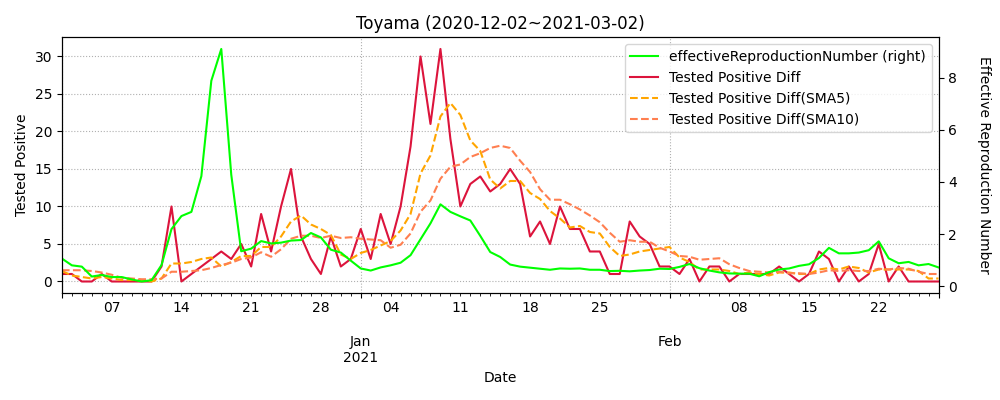 Toyama (2020-12-02~2021-03-02)
effectiveReproductionNumber (right)
Tested Positive Diff
Tested Positive Diff(SMA5)
Tested Positive Diff(SMA10)
Tested Positive
30
25
20
15
10
5
0
8
6
4
2
0
Effective Reproduction Number
07 14 21 28 04 11 18 25 08 15 22
Jan Feb
2021
Date